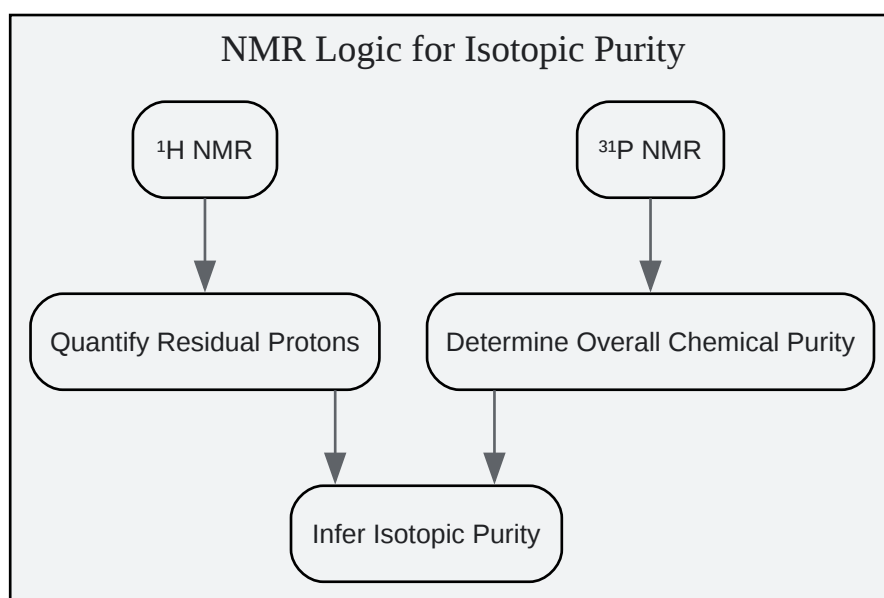 NMR Logic for Isotopic Purity
¹H NMR
³¹P NMR
Quantify Residual Protons
Determine Overall Chemical Purity
Infer Isotopic Purity